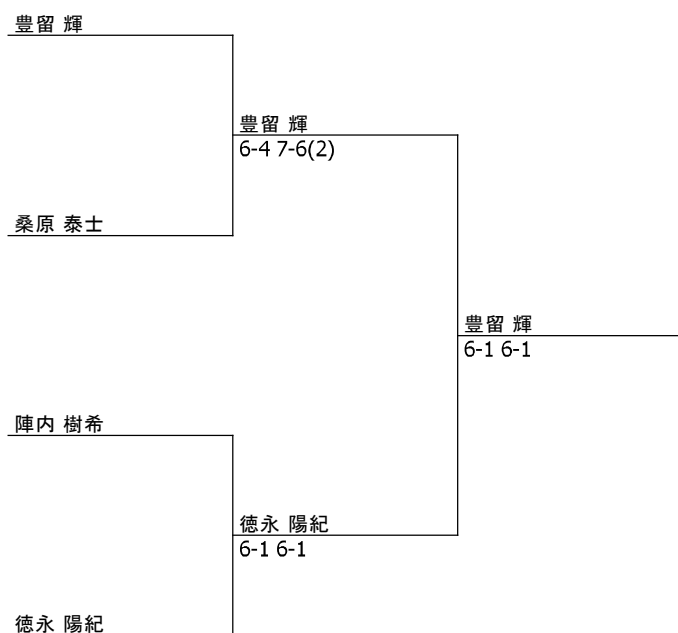 豊留 輝
豊留 輝
6-4 7-6(2)
桑原 泰士
豊留 輝
6-1 6-1
陣内 樹希
徳永 陽紀
6-1 6-1
徳永 陽紀